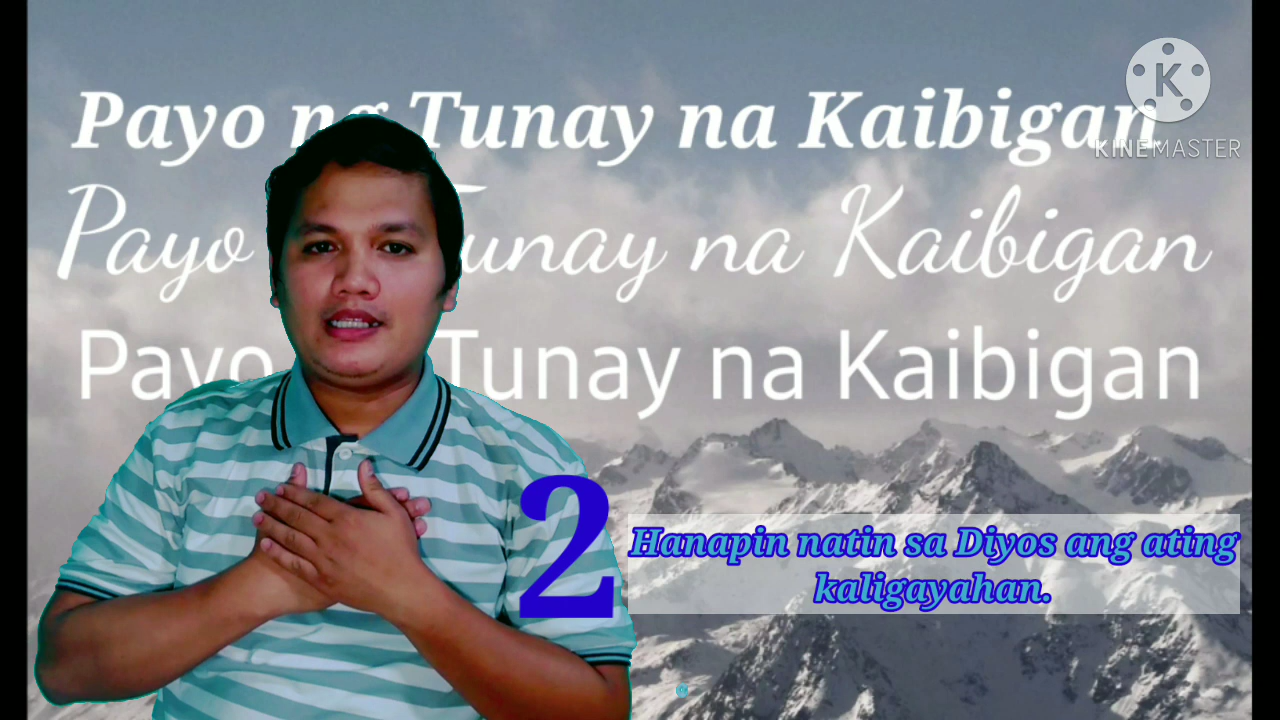 Payo ng Tunay na Kaibigan
Payo Tunay na Kaibigan
Payo Tunay na Kaibigan
K
KINEMASTER
2
Hanapin natin sa Diyos ang ating
kaligayahan.